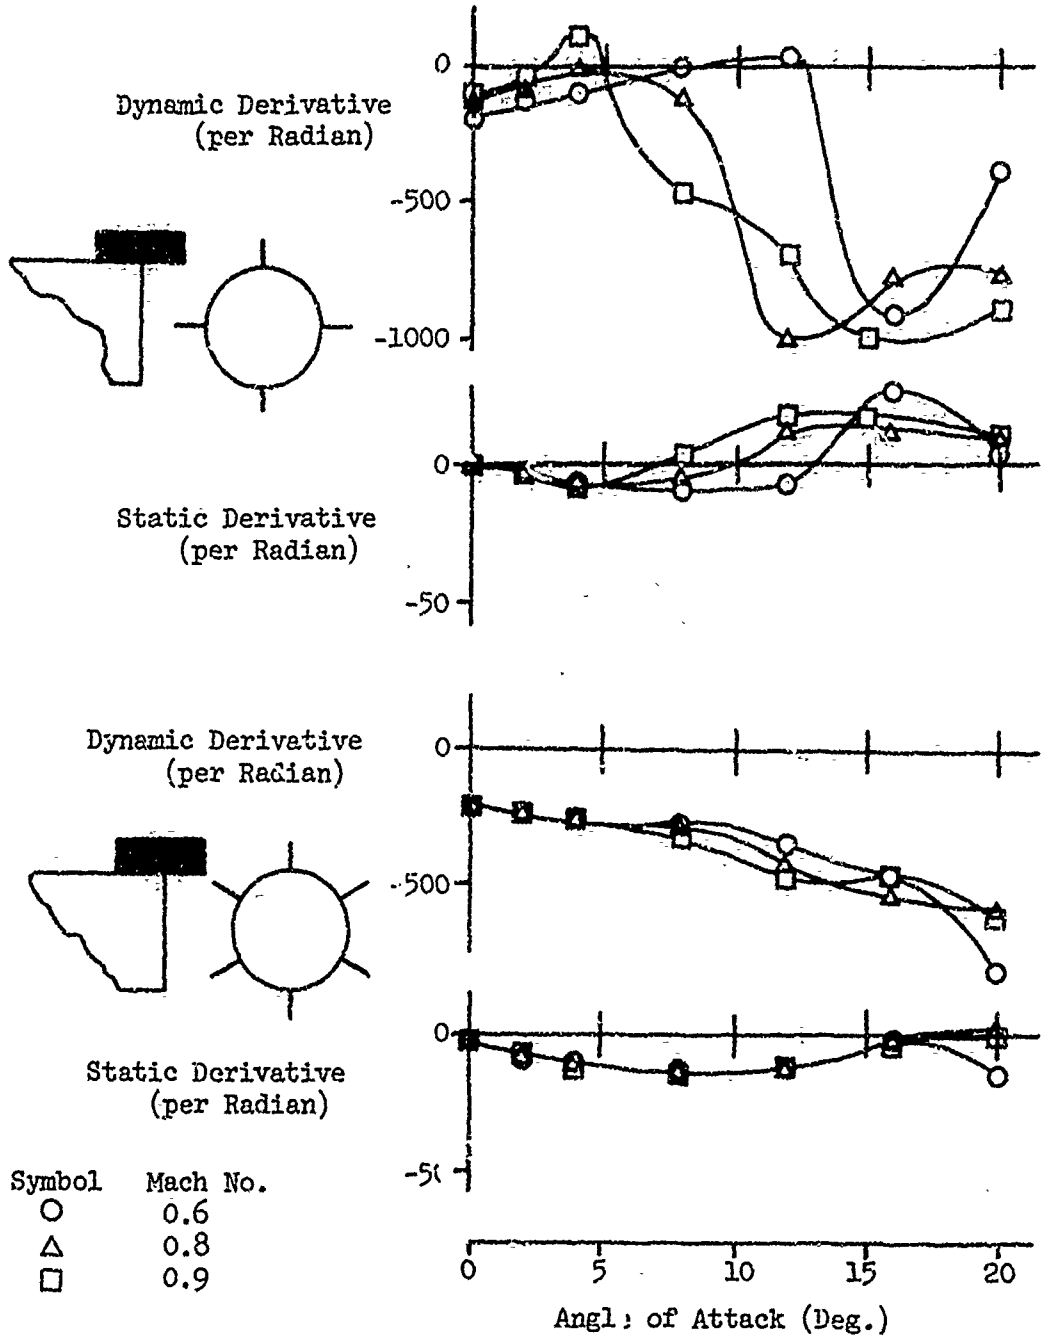 0
Dynamic Derivative
(per Radian)
-500
-1000
0
Static Derivative
(per Radian)
-50
Dynamic Derivative
(per Radian)
0
-500
0
Static Derivative
(per Radian)
-5
Symbol Mach No.
0.6
0.8
0.9
0 5 10 15 20
Angl: of Attack (Deg.)